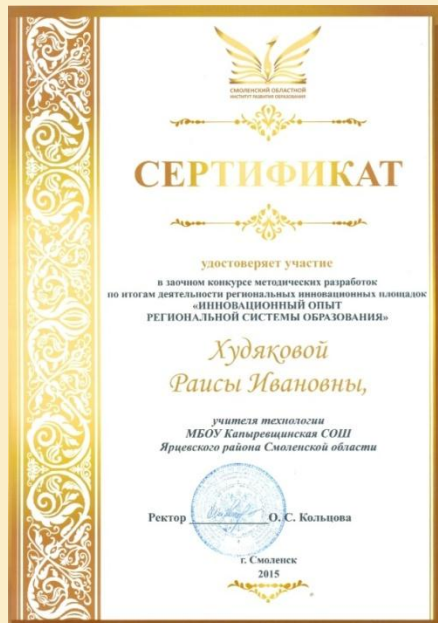 СМОЛЕНСКИЙ ОБЛАСТНОЙ
ИНСТИТУТ РАЗВИТИЯ ОБРАЗОВАНИЯ
СЕРТИФИКАТ
удостоверяет участие
в заочном конкурсе методических разработок
по итогам деятельности региональных инновационных площадок
«ИННОВАЦИОННЫЙ ОПЫТ
РЕГИОНАЛЬНОЙ СИСТЕМЫ ОБРАЗОВАНИЯ»
Худяковой
Раисы Ивановны,
учителя технологии
МБОУ Капыревщинская СОШ
Ярцевского района Смоленской области
Ректор ____________О. С. Кольцова
г. Смоленск
2015